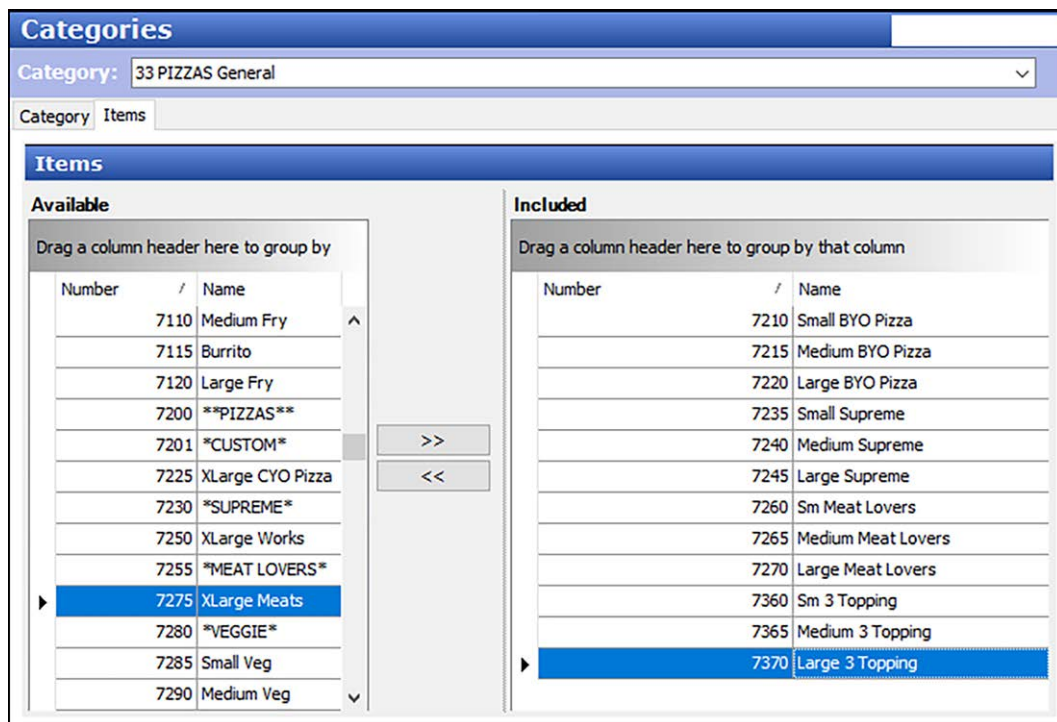 Categories
Category: 33 PIZZAS General
Category Items
Items
Available
Drag a column header here to group by
Number / Name
7110 Medium Fry
7115 Burrito
7120 Large Fry
7200 **PIZZAS**
7201 *CUSTOM*
7225 XLarge CYO Pizza
7230 *SUPREME*
7250 XLarge Works
7255 *MEAT LOVERS*
7275 XLarge Meats
7280 *VEGGIE*
7285 Small Veg
7290 Medium Veg
>>
<<
Included
Drag a column header here to group by that column
Number / Name
7210 Small BYO Pizza
7215 Medium BYO Pizza
7220 Large BYO Pizza
7235 Small Supreme
7240 Medium Supreme
7245 Large Supreme
7260 Sm Meat Lovers
7265 Medium Meat Lovers
7270 Large Meat Lovers
7360 Sm 3 Topping
7365 Medium 3 Topping
7370 Large 3 Topping